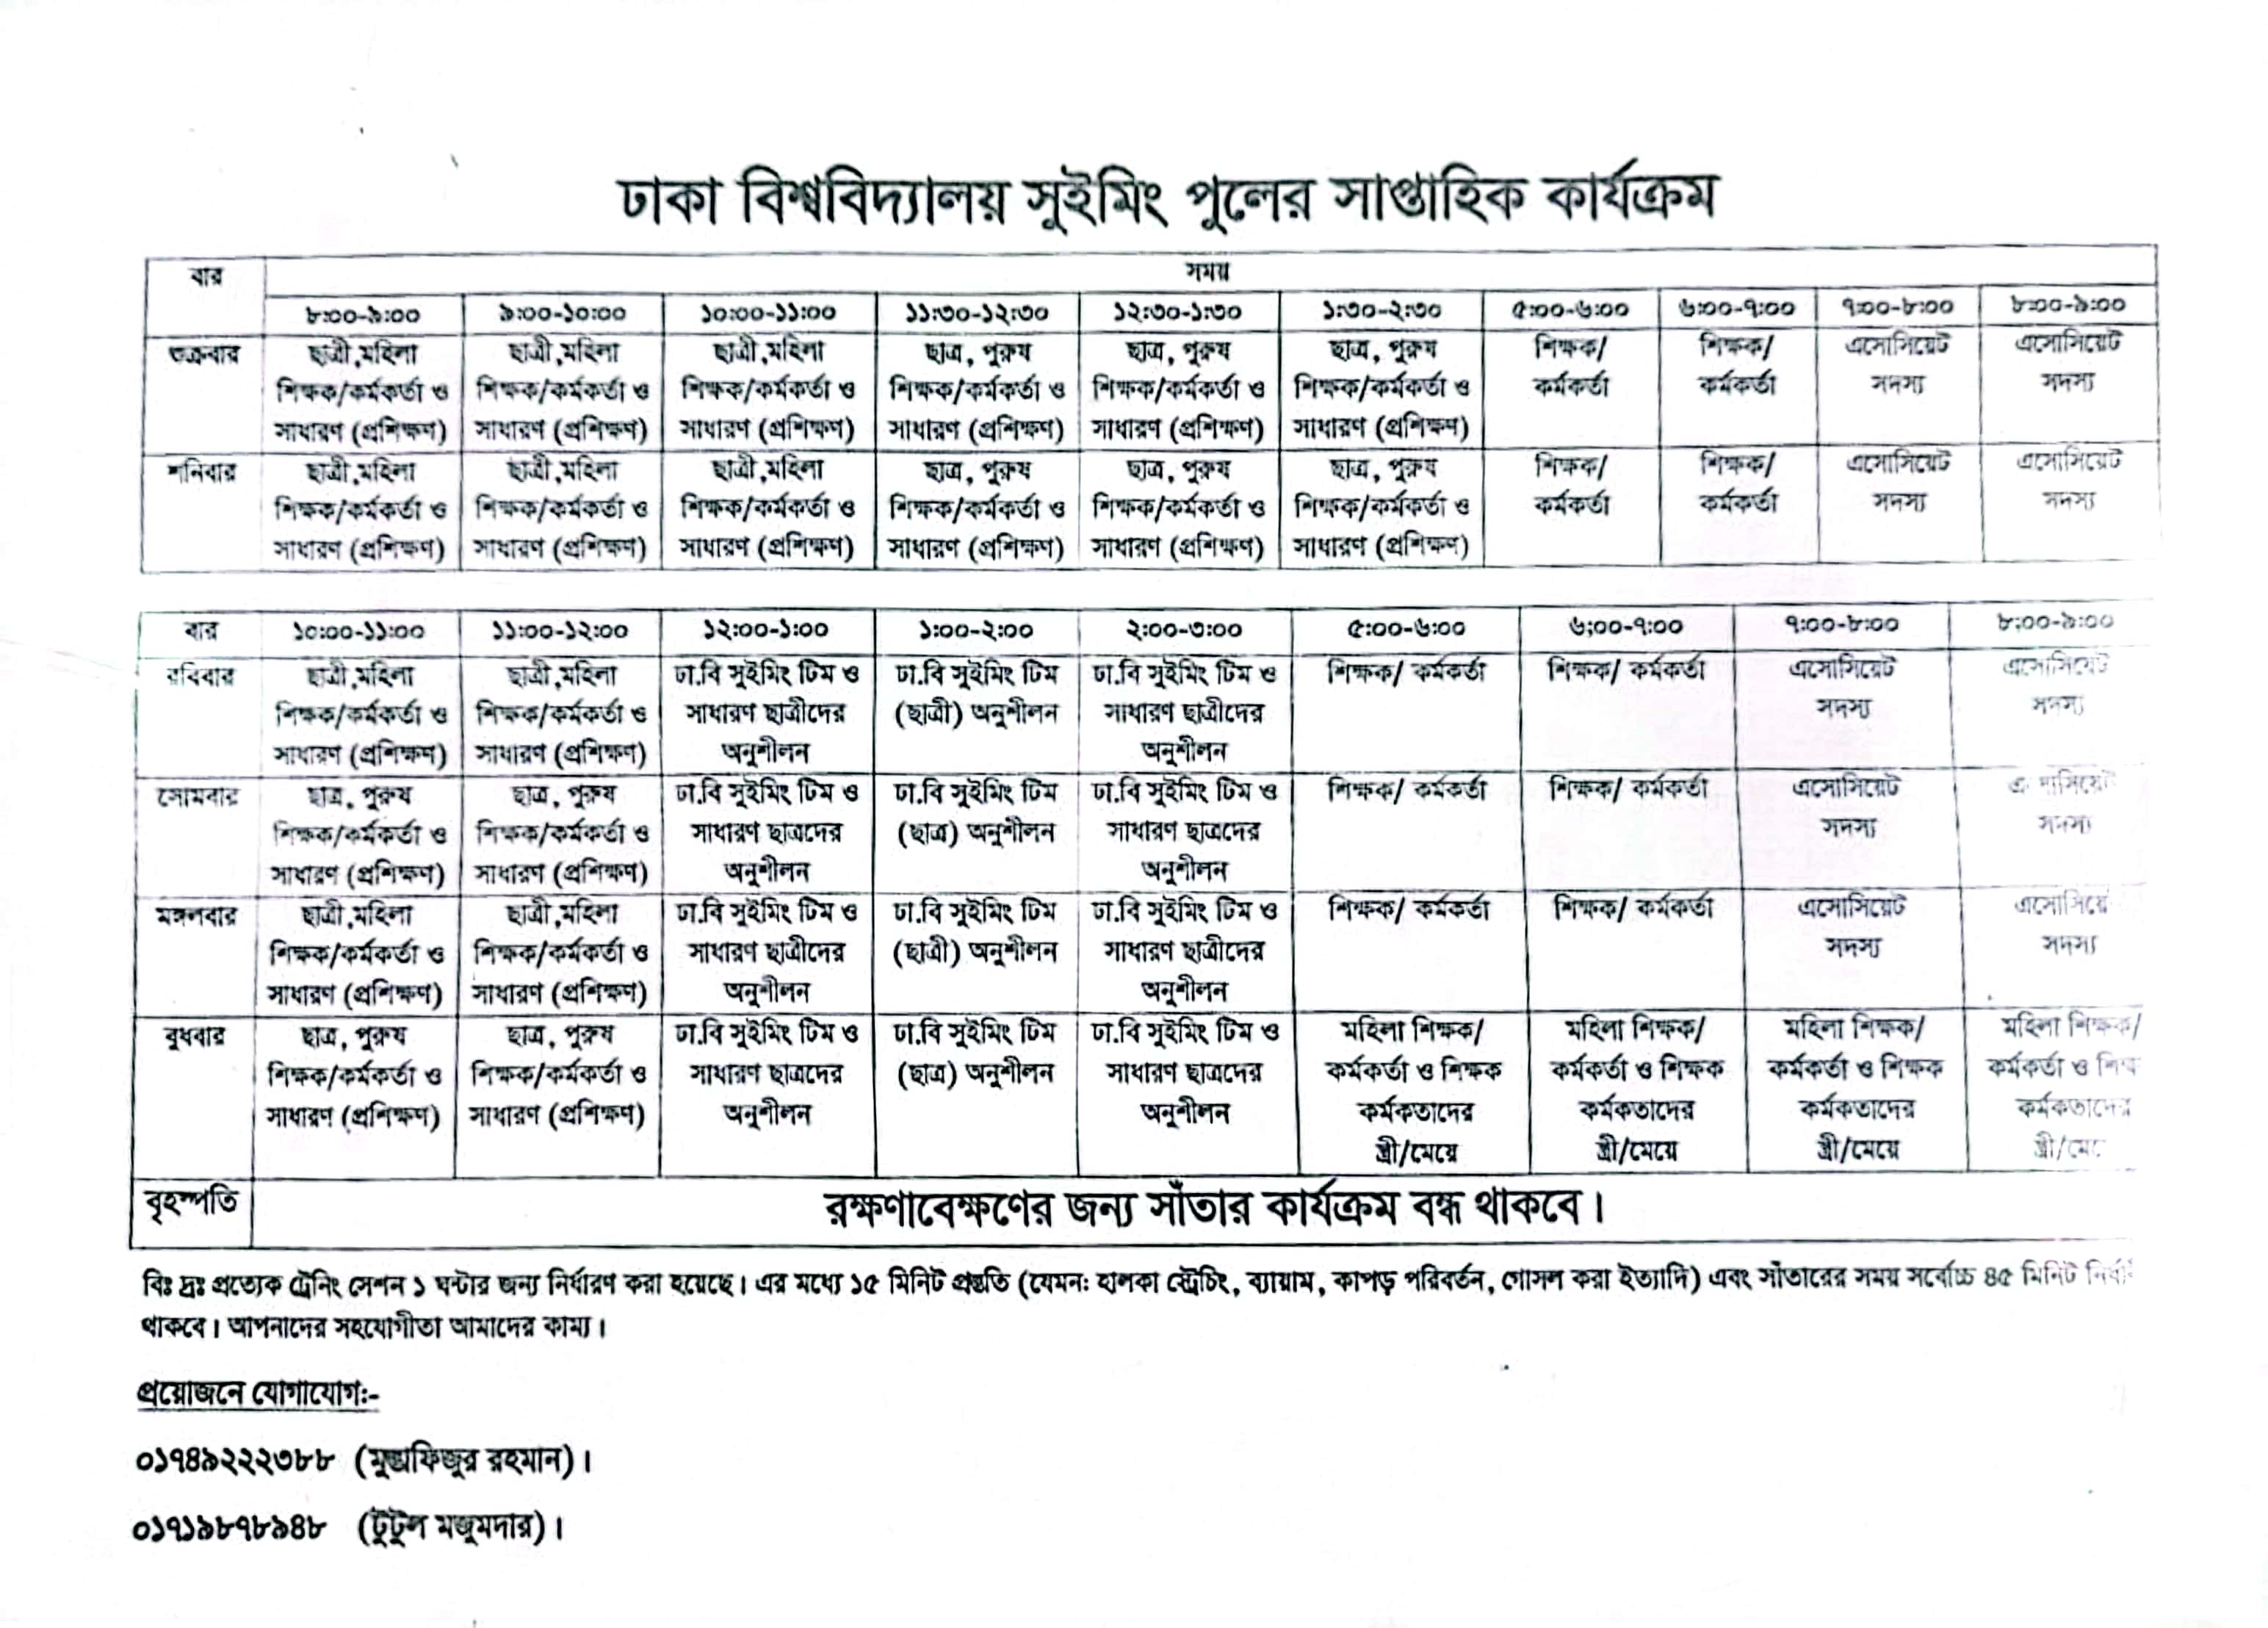 ঢাকা বিশ্ববিদ্যালয় সুইমিং পুলের সাপ্তাহিক কার্যক্রম
বার সময়
৮:০০-৯:০০ ৯:০০-১০:০০ ১০:০০-১১:০০ ১১:৩০-১২:৩০ ১২:৩০-১:৩০ ১:৩০-২:৩০ ৫:০০-৬:০০ ৬:০০-৭:০০ ৭:০০-৮:০০ ৮:০০-৯:০০
শুক্রবার ছাত্রী,মহিলা ছাত্রী,মহিলা ছাত্রী,মহিলা ছাত্র, পুরুষ ছাত্র, পুরুষ ছাত্র, পুরুষ শিক্ষক/ শিক্ষক/ এসোসিয়েট এসোসিয়েট
শিক্ষক/কর্মকর্তা ও শিক্ষক/কর্মকর্তা ও শিক্ষক/কর্মকর্তা ও শিক্ষক/কর্মকর্তা ও শিক্ষক/কর্মকর্তা ও শিক্ষক/কর্মকর্তা ও কর্মকর্তা কর্মকর্তা সদস্য সদস্য
সাধারণ (প্রশিক্ষণ) সাধারণ (প্রশিক্ষণ) সাধারণ (প্রশিক্ষণ) সাধারণ (প্রশিক্ষণ) সাধারণ (প্রশিক্ষণ) সাধারণ (প্রশিক্ষণ)
শনিবার ছাত্রী,মহিলা ছাত্রী,মহিলা ছাত্রী,মহিলা ছাত্র, পুরুষ ছাত্র, পুরুষ ছাত্র, পুরুষ শিক্ষক/ শিক্ষক/ এসোসিয়েট এসোসিয়েট
শিক্ষক/কর্মকর্তা ও শিক্ষক/কর্মকর্তা ও শিক্ষক/কর্মকর্তা ও শিক্ষক/কর্মকর্তা ও শিক্ষক/কর্মকর্তা ও শিক্ষক/কর্মকর্তা ও কর্মকর্তা কর্মকর্তা সদস্য সদস্য
সাধারণ (প্রশিক্ষণ) সাধারণ (প্রশিক্ষণ) সাধারণ (প্রশিক্ষণ) সাধারণ (প্রশিক্ষণ) সাধারণ (প্রশিক্ষণ) সাধারণ (প্রশিক্ষণ)
বার ১০:০০-১১:০০ ১১:০০-১২:০০ ১২:০০-১:০০ ১:০০-২:০০ ২:০০-৩:০০ ৫:০০-৬:০০ ৬;০০-৭:০০ ৭:০০-৮:০০ ৮:০০-৯:০০
রবিবার ছাত্রী,মহিলা ছাত্রী,মহিলা ঢা.বি সুইমিং টিম ও ঢা.বি সুইমিং টিম ঢা.বি সুইমিং টিম ও শিক্ষক/ কর্মকর্তা শিক্ষক/ কর্মকর্তা এসোসিয়েট এসোসিয়েট
শিক্ষক/কর্মকর্তা ও শিক্ষক/কর্মকর্তা ও সাধারণ ছাত্রীদের (ছাত্রী) অনুশীলন সাধারণ ছাত্রীদের সদস্য সদস্য
সাধারণ (প্রশিক্ষণ) সাধারণ (প্রশিক্ষণ) অনুশীলন অনুশীলন
সোমবার ছাত্র, পুরুষ ছাত্র, পুরুষ ঢা.বি সুইমিং টিম ও ঢা.বি সুইমিং টিম ঢা.বি সুইমিং টিম ও শিক্ষক/ কর্মকর্তা শিক্ষক/ কর্মকর্তা এসোসিয়েট
শিক্ষক/কর্মকর্তা ও শিক্ষক/কর্মকর্তা ও সাধারণ ছাত্রদের (ছাত্র) অনুশীলন সাধারণ ছাত্রদের সদস্য সদস্য
সাধারণ (প্রশিক্ষণ) সাধারণ (প্রশিক্ষণ) অনুশীলন অনুশীলন
মঙ্গলবার ছাত্রী,মহিলা ছাত্রী,মহিলা ঢা.বি সুইমিং টিম ও ঢা.বি সুইমিং টিম ঢা.বি সুইমিং টিম ও শিক্ষক/ কর্মকর্তা শিক্ষক/ কর্মকর্তা এসোসিয়েট
শিক্ষক/কর্মকর্তা ও শিক্ষক/কর্মকর্তা ও সাধারণ ছাত্রীদের (ছাত্রী) অনুশীলন সাধারণ ছাত্রীদের সদস্য সদস্য
সাধারণ (প্রশিক্ষণ) সাধারণ (প্রশিক্ষণ) অনুশীলন অনুশীলন
বুধবার ছাত্র, পুরুষ ছাত্র, পুরুষ ঢা.বি সুইমিং টিম ও ঢা.বি সুইমিং টিম ঢা.বি সুইমিং টিম ও মহিলা শিক্ষক/ মহিলা শিক্ষক/ মহিলা শিক্ষক/ মহিলা শিক্ষক/
শিক্ষক/কর্মকর্তা ও শিক্ষক/কর্মকর্তা ও সাধারণ ছাত্রদের (ছাত্র) অনুশীলন সাধারণ ছাত্রদের কর্মকর্তা ও শিক্ষক কর্মকর্তা ও শিক্ষক কর্মকর্তা ও শিক্ষক কর্মকর্তা ও
সাধারণ (প্রশিক্ষণ) সাধারণ (প্রশিক্ষণ) অনুশীলন অনুশীলন কর্মকতাদের কর্মকতাদের কর্মকতাদের কর্মকতাদের
স্ত্রী/মেয়ে স্ত্রী/মেয়ে স্ত্রী/মেয়ে
বৃহস্পতি রক্ষণাবেক্ষণের জন্য সাঁতার কার্যক্রম বন্ধ থাকবে।
বিঃ দ্রঃ প্রত্যেক ট্রেনিং সেশন ১ ঘন্টার জন্য নির্ধারণ করা হয়েছে। এর মধ্যে ১৫ মিনিট প্রস্তুতি (যেমন: হালকা স্ট্রেচিং, ব্যায়াম, কাপড় পরিবর্তন, গোসল করা ইত্যাদি) এবং সাঁতারের সময় সর্বোচ্চ ৪৫ মিনিট
থাকবে। আপনাদের সহযোগীতা আমাদের কাম্য।
প্রয়োজনে যোগাযোগ:-
০১৭৪৯২২২৩৮৮ (মুস্তাফিজুর রহমান)।
০১৭১৯৮৭৮৯৪৮ (টুটুল মজুমদার)।